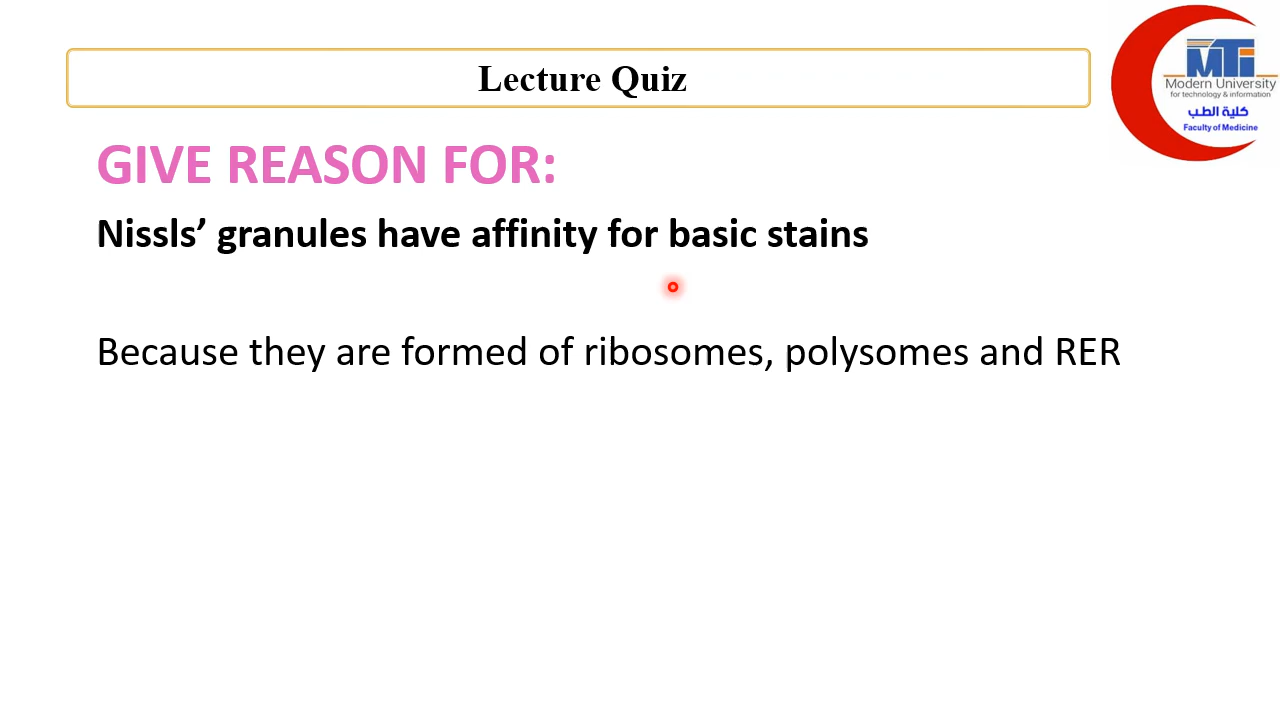 Lecture Quiz
MTi
Modern University
for technology & information
كلية الطب
Faculty of Medicine
GIVE REASON FOR:
Nissls’ granules have affinity for basic stains
Because they are formed of ribosomes, polysomes and RER